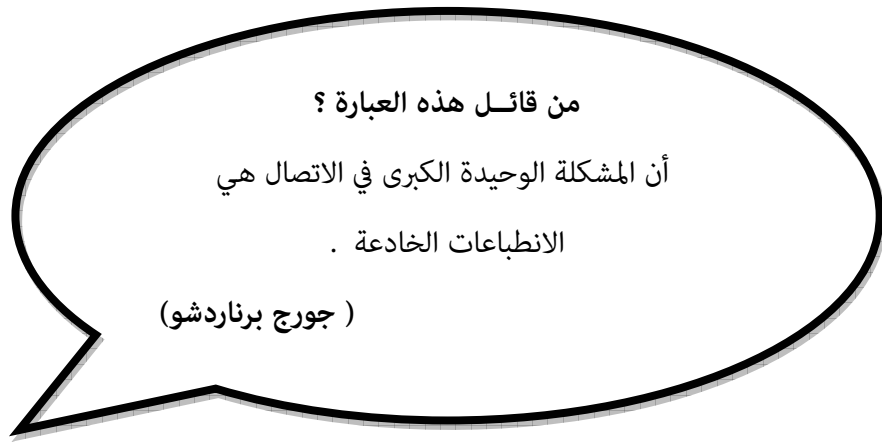 من قائــل هذه العبارة ؟
أن المشكلة الوحيدة الكبرى في الاتصال هي
الانطباعات الخادعة .
( جورج برناردشو)